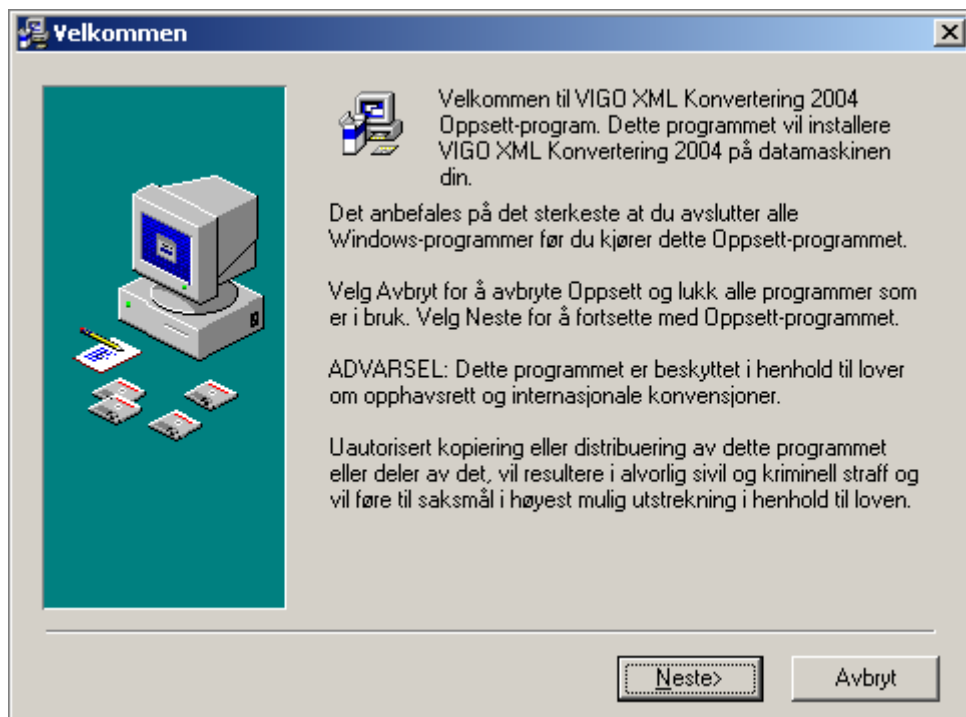 Velkommen
Velkommen til VIGO XML Konvertering 2004
Oppsett-program. Dette programmet vil installere
VIGO XML Konvertering 2004 på datamaskinen
din.
Det anbefales på det sterkeste at du avslutter alle
Windows-programmer før du kjører dette Oppsett-programmet.
Velg Avbryt for å avbryte Oppsett og lukk alle programmer som
er i bruk. Velg Neste for å fortsette med Oppsett-programmet.
ADVARSEL: Dette programmet er beskyttet i henhold til lover
om opphavsrett og internasjonale konvensjoner.
Uautorisert kopiering eller distribuering av dette programmet
eller deler av det, vil resultere i alvorlig sivil og kriminell straff og
vil føre til saksmål i høyest mulig utstrekning i henhold til loven.
Neste>
Avbryt